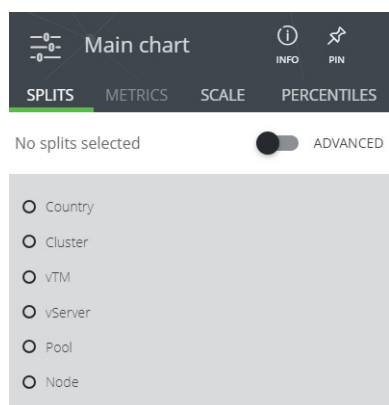 Main chart
INFO
PIN
SPLITS METRICS SCALE PERCENTILES
No splits selected ADVANCED
Country
Cluster
vTM
vServer
Pool
Node